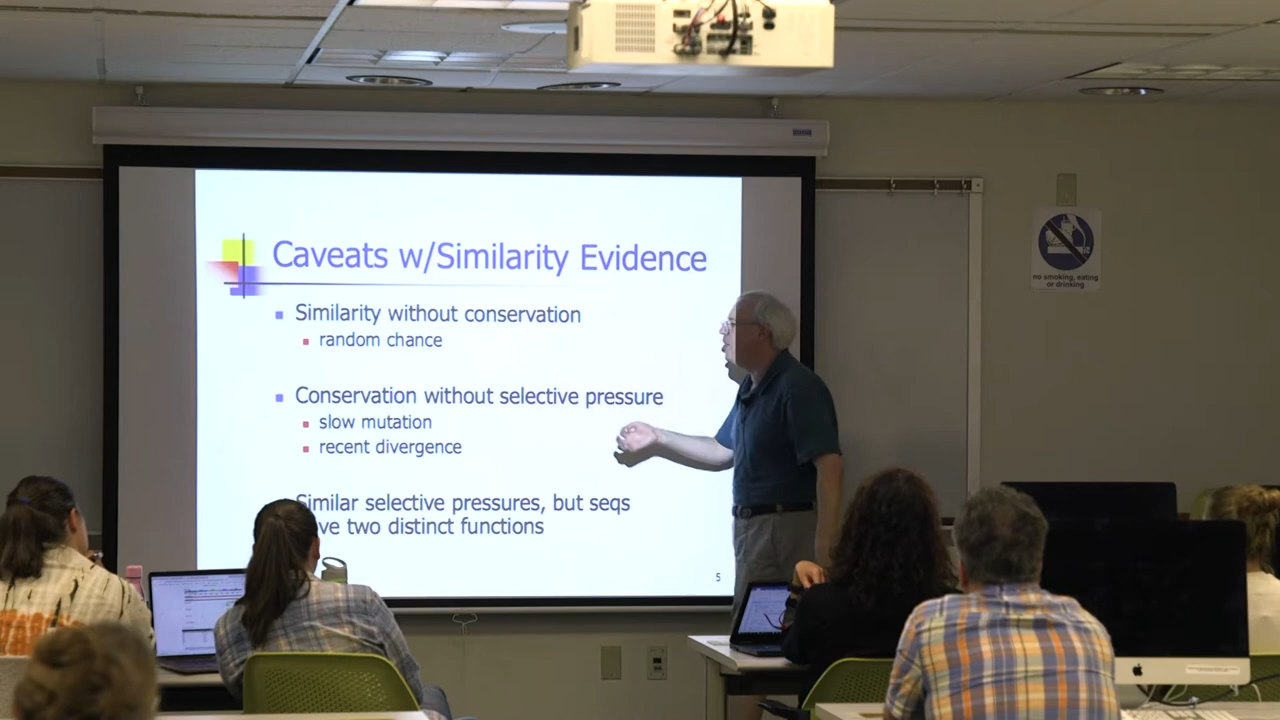 Caveats w/Similarity Evidence
Similarity without conservation
random chance
Conservation without selective pressure
slow mutation
recent divergence
Similar selective pressures, but seqs
ve two distinct functions
5
no smoking, eating
or drinking